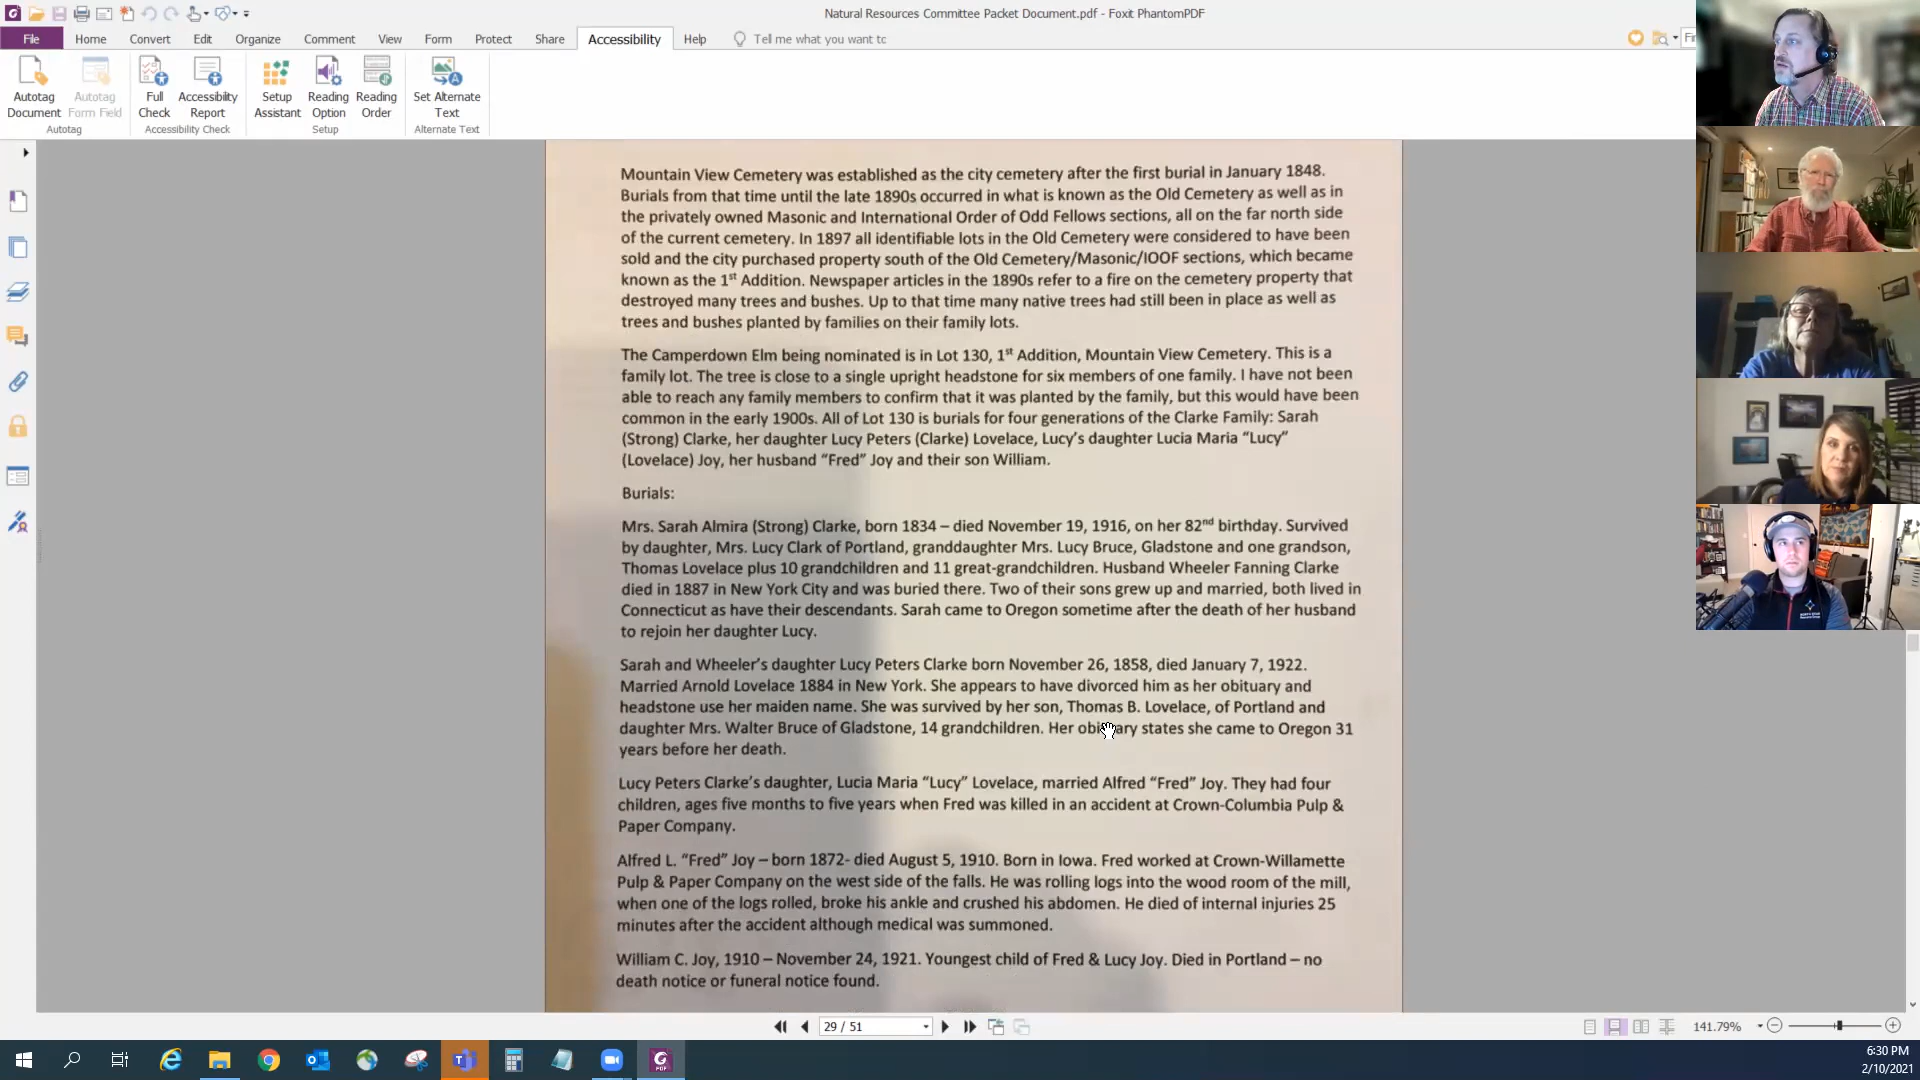 Natural Resources Committee Packet Document.pdf - Foxit PhantomPDF
File Home Convert Edit Organize Comment View Form Protect Share Accessibility Help Tell me what you want tc
Autotag Document
Autotag Form Field
Full Check
Accessibility Report
Setup Assistant
Reading Option
Reading Order
Set Alternate Text
Autotag Accessibility Check Setup Alternate Text
Mountain View Cemetery was established as the city cemetery after the first burial in January 1848.
Burials from that time until the late 1890s occurred in what is known as the Old Cemetery as well as in
the privately owned Masonic and International Order of Odd Fellows sections, all on the far north side
of the current cemetery. In 1897 all identifiable lots in the Old Cemetery were considered to have been
sold and the city purchased property south of the Old Cemetery/Masonic/IOOF sections, which became
known as the 1st Addition. Newspaper articles in the 1890s refer to a fire on the cemetery property that
destroyed many trees and bushes. Up to that time many native trees had still been in place as well as
trees and bushes planted by families on their family lots.
The Camperdown Elm being nominated is in Lot 130, 1st Addition, Mountain View Cemetery. This is a
family lot. The tree is close to a single upright headstone for six members of one family. I have not been
able to reach any family members to confirm that it was planted by the family, but this would have been
common in the early 1900s. All of Lot 130 is burials for four generations of the Clarke Family: Sarah
(Strong) Clarke, her daughter Lucy Peters (Clarke) Lovelace, Lucy's daughter Lucia Maria "Lucy"
(Lovelace) Joy, her husband "Fred" Joy and their son William.
Burials:
Mrs. Sarah Almira (Strong) Clarke, born 1834 – died November 19, 1916, on her 82nd birthday. Survived
by daughter, Mrs. Lucy Clark of Portland, granddaughter Mrs. Lucy Bruce, Gladstone and one grandson,
Thomas Lovelace plus 10 grandchildren and 11 great-grandchildren. Husband Wheeler Fanning Clarke
died in 1887 in New York City and was buried there. Two of their sons grew up and married, both lived in
Connecticut as have their descendants. Sarah came to Oregon sometime after the death of her husband
to rejoin her daughter Lucy.
Sarah and Wheeler's daughter Lucy Peters Clarke born November 26, 1858, died January 7, 1922.
Married Arnold Lovelace 1884 in New York. She appears to have divorced him as her obituary and
headstone use her maiden name. She was survived by her son, Thomas B. Lovelace, of Portland and
daughter Mrs. Walter Bruce of Gladstone, 14 grandchildren. Her obituary states she came to Oregon 31
years before her death.
Lucy Peters Clarke's daughter, Lucia Maria "Lucy" Lovelace, married Alfred "Fred" Joy. They had four
children, ages five months to five years when Fred was killed in an accident at Crown-Columbia Pulp &
Paper Company.
Alfred L. "Fred" Joy – born 1872- died August 5, 1910. Born in Iowa. Fred worked at Crown-Willamette
Pulp & Paper Company on the west side of the falls. He was rolling logs into the wood room of the mill,
when one of the logs rolled, broke his ankle and crushed his abdomen. He died of internal injuries 25
minutes after the accident although medical was summoned.
William C. Joy, 1910 – November 24, 1921. Youngest child of Fred & Lucy Joy. Died in Portland – no
death notice or funeral notice found.
29 / 51
141.79%
6:30 PM
2/10/2021